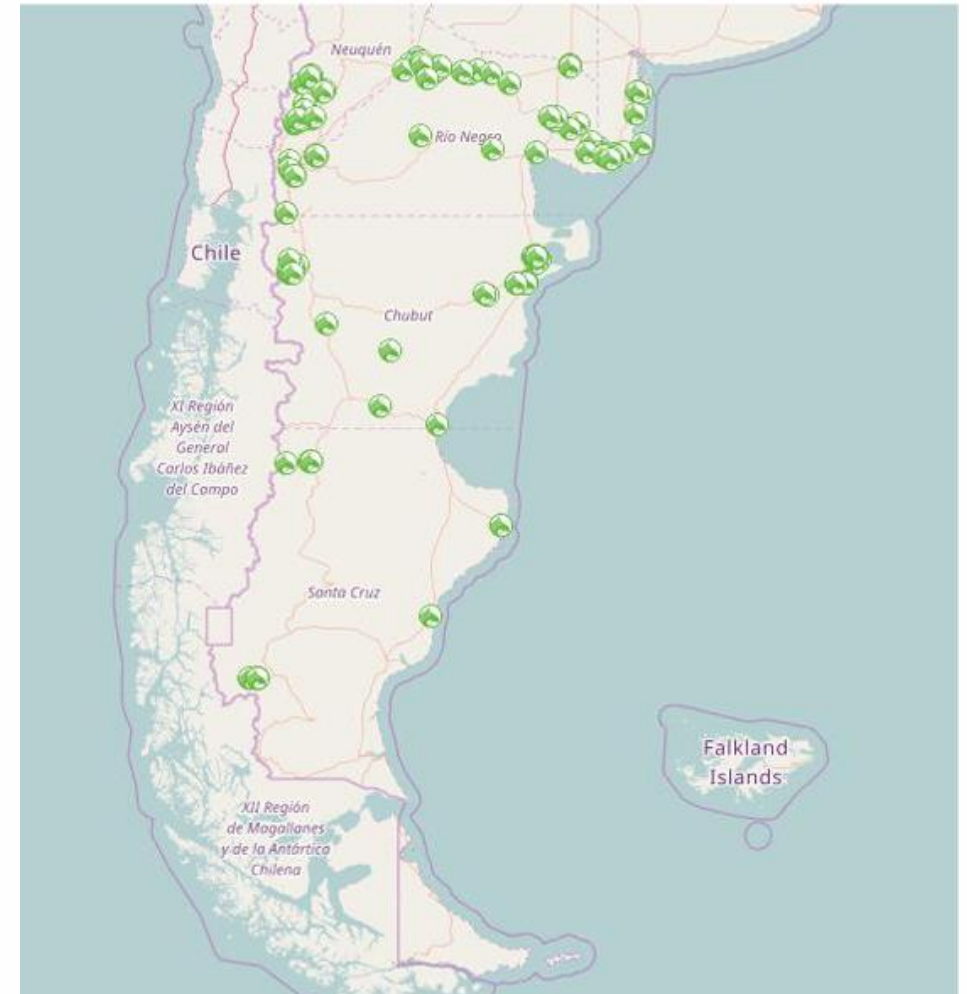 Neuquén
Río Negro
Chile
Chubut
XI Región
Aysén del
General
Carlos Ibáñez
del Campo
Santa Cruz
Falkland
Islands
XII Región
de Magallanes
y de la Antártica
Chilena